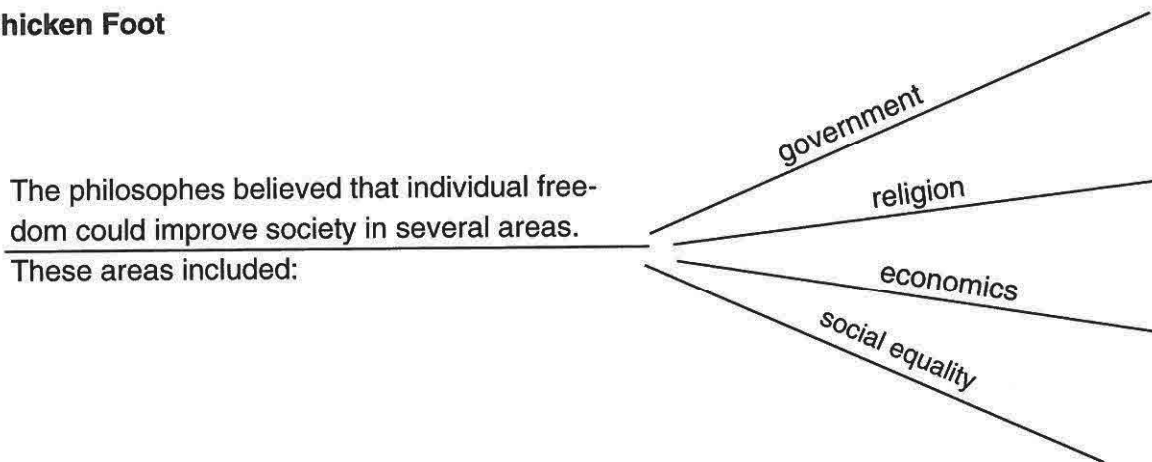 hicken Foot
government
The philosophes believed that individual free-
dom could improve society in several areas.
These areas included:
religion
economics
social equality